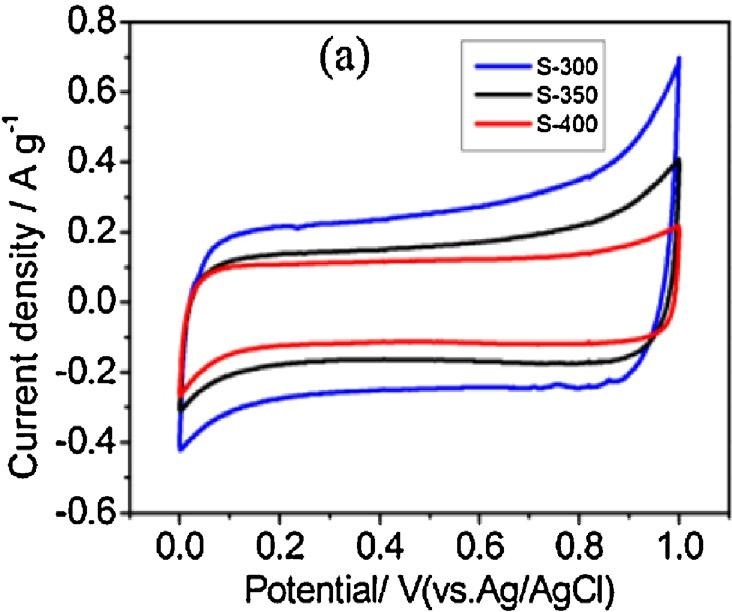 (a)
S-300
S-350
S-400
Current density / A g⁻¹
0.8
0.6
0.4
0.2
0.0
-0.2
-0.4
-0.6
0.0 0.2 0.4 0.6 0.8 1.0
Potential/ V(vs.Ag/AgCl)